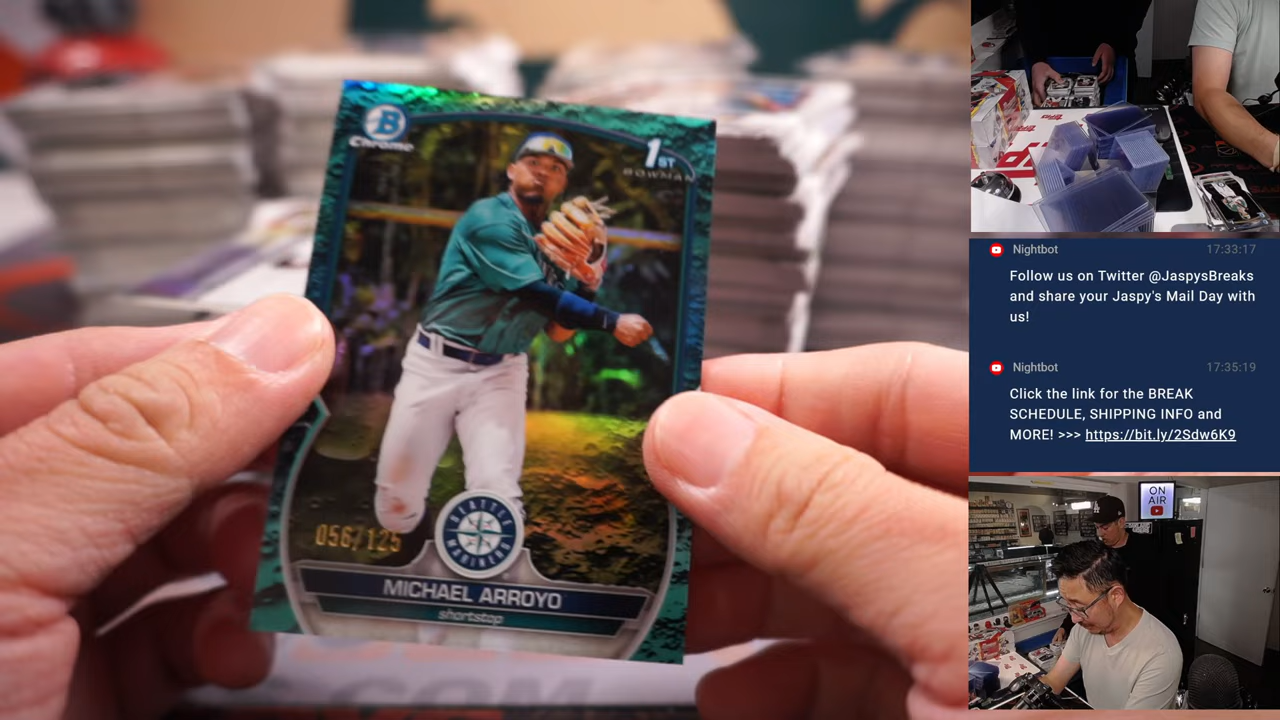 B
Chrome
1ST
BOWMAN
056/125
SEATTLE
MARINERS
MICHAEL ARROYO
shortstop
Nightbot
17:33:17
Follow us on Twitter @JaspysBreaks
and share your Jaspy's Mail Day with
us!
Nightbot
17:35:19
Click the link for the BREAK
SCHEDULE, SHIPPING INFO and
MORE! >>> https://bit.ly/2Sdw6K9
ON
AIR